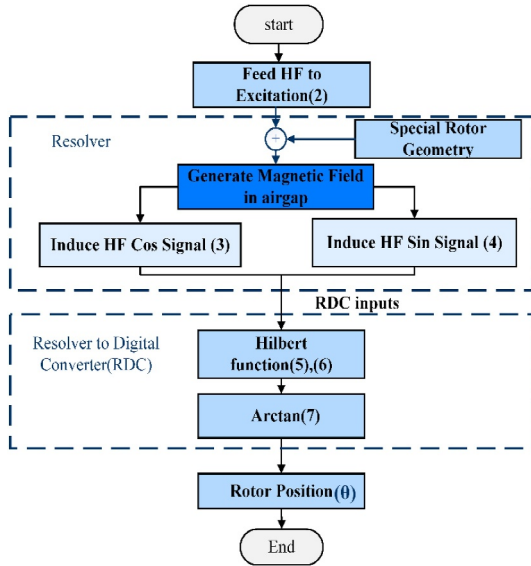 start
Feed HF to
Excitation(2)
Resolver
+
Special Rotor
Geometry
Generate Magnetic Field
in airgap
Induce HF Cos Signal (3)
Induce HF Sin Signal (4)
RDC inputs
Resolver to Digital
Converter(RDC)
Hilbert
function(5),(6)
Arctan(7)
Rotor Position(θ)
End